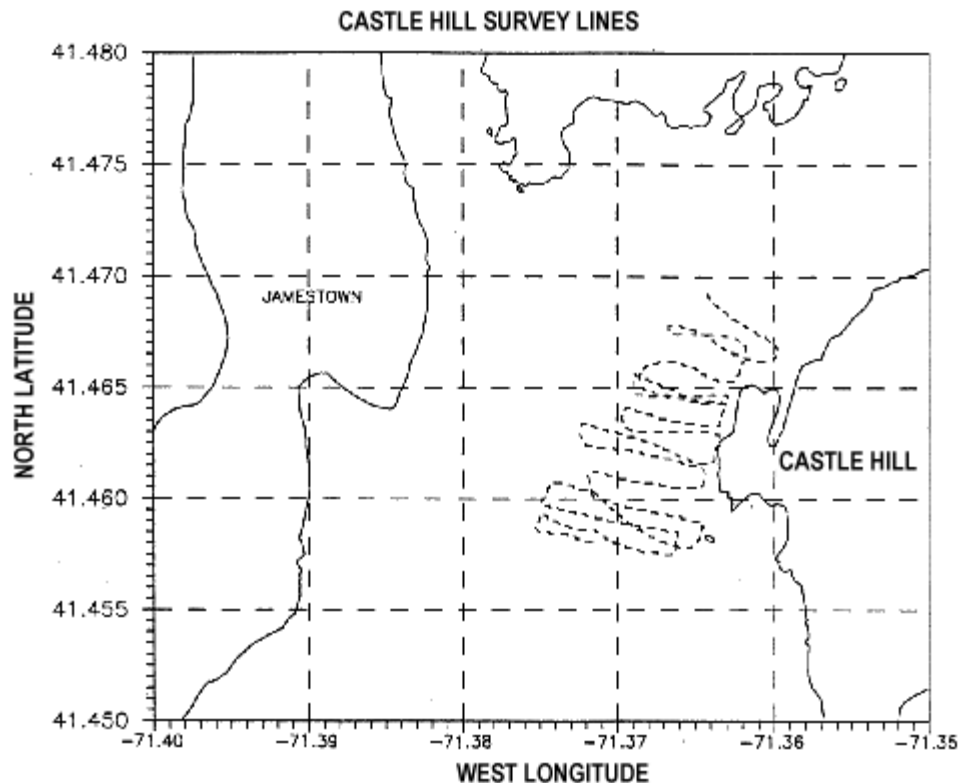 CASTLE HILL SURVEY LINES
41.480
41.475
41.470
JAMESTOWN
41.465
NORTH LATITUDE
CASTLE HILL
41.460
41.455
41.450
-71.40 -71.39 -71.38 -71.37 -71.36 -71.35
WEST LONGITUDE